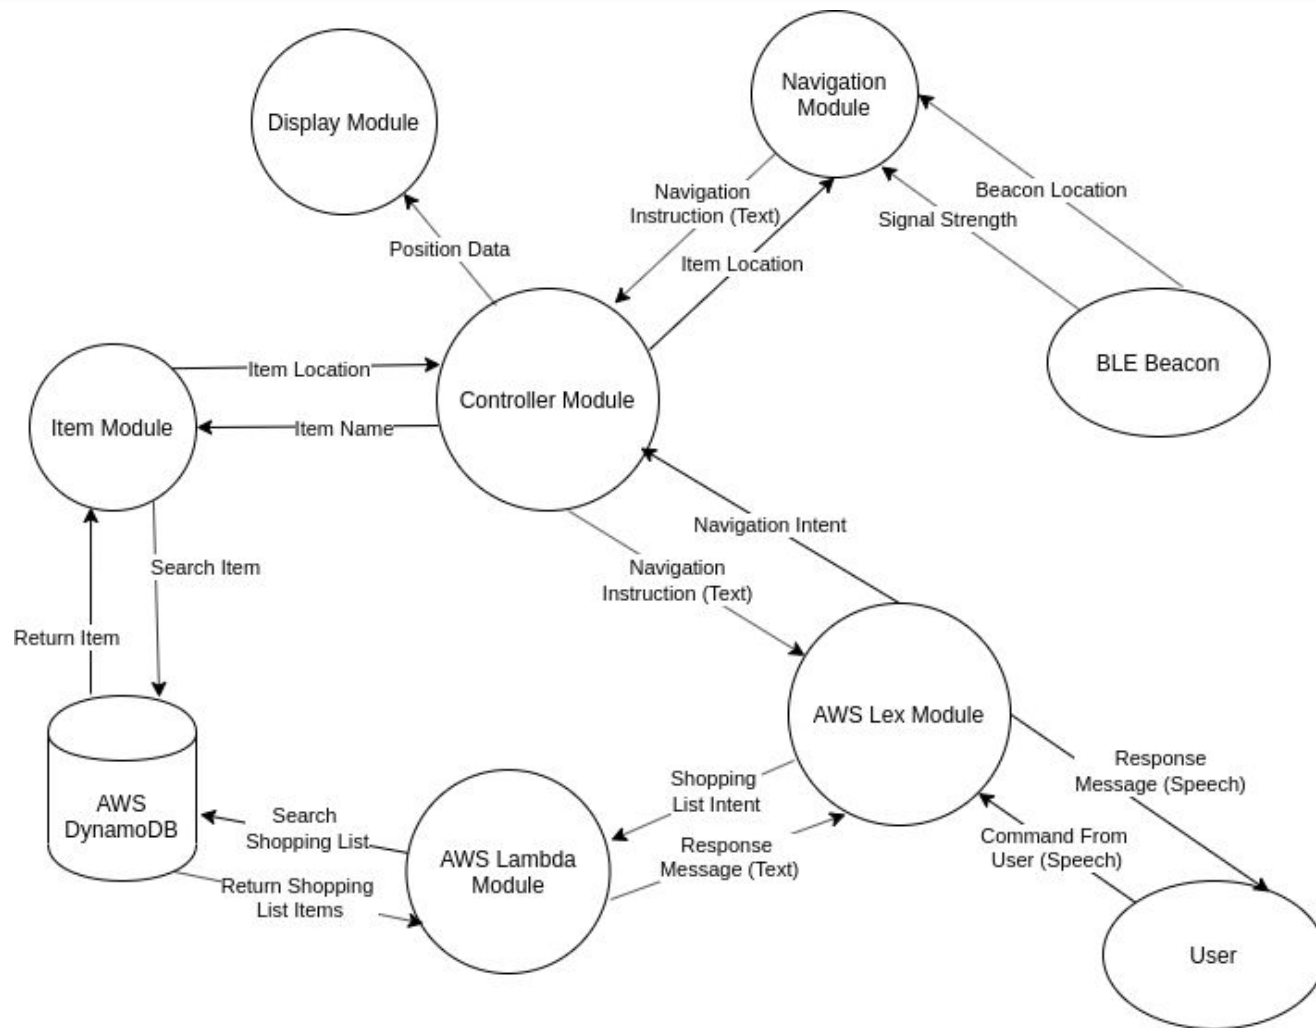 Navigation
Module
Display Module
Navigation
Instruction (Text)
Beacon Location
Signal Strength
Position Data
Item Location
BLE Beacon
Item Location
Controller Module
Item Module
Item Name
Navigation Intent
Search Item
Navigation
Instruction (Text)
Return Item
AWS Lex Module
Response
Message (Speech)
Shopping
List Intent
AWS
DynamoDB
Search
Shopping List
Command From
User (Speech)
Response
Message (Text)
AWS Lambda
Module
Return Shopping
List Items
User